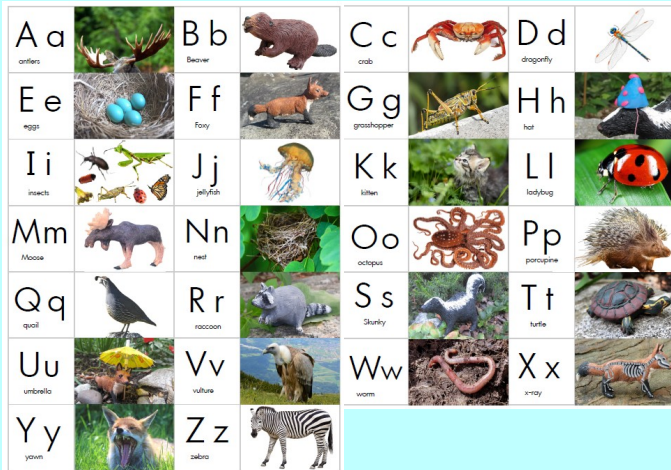 A a
antlers
B b
Beaver
C c
crab
D d
dragonfly
E e
eggs
F f
Foxy
G g
grasshopper
H h
hat
I i
insects
J j
jellyfish
K k
kitten
L l
ladybug
M m
Moose
N n
nest
O o
octopus
P p
porcupine
Q q
quail
R r
raccoon
S s
Skunky
T t
turtle
U u
umbrella
V v
vulture
W w
worm
X x
x-ray
Y y
yawn
Z z
zebra